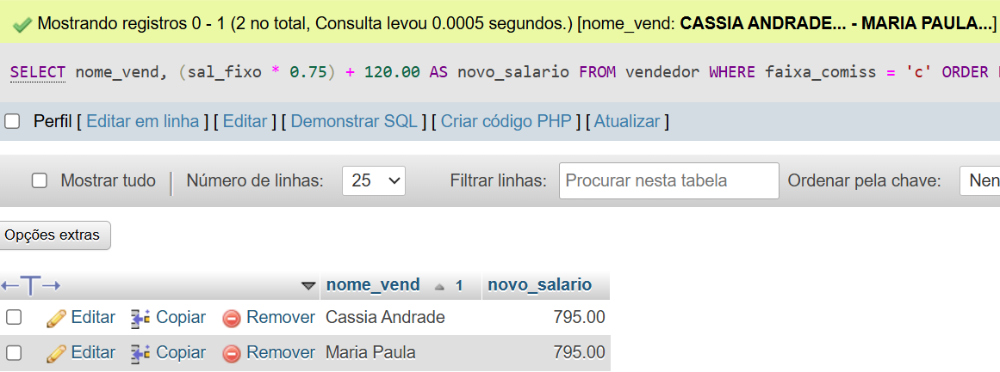 Mostrando registros 0 - 1 (2 no total, Consulta levou 0.0005 segundos.) [nome_vend: CASSIA ANDRADE... - MARIA PAULA...]
SELECT nome_vend, (sal_fixo * 0.75) + 120.00 AS novo_salario FROM vendedor WHERE faixa_comiss = 'c' ORDER
Perfil [ Editar em linha ] [ Editar ] [ Demonstrar SQL ] [ Criar código PHP ] [ Atualizar ]
Mostrar tudo | Número de linhas: 25 Filtrar linhas: Procurar nesta tabela Ordenar pela chave: Nen
Opções extras
←T→ nome_vend 1 novo_salario
Editar Copiar Remover Cassia Andrade 795.00
Editar Copiar Remover Maria Paula 795.00